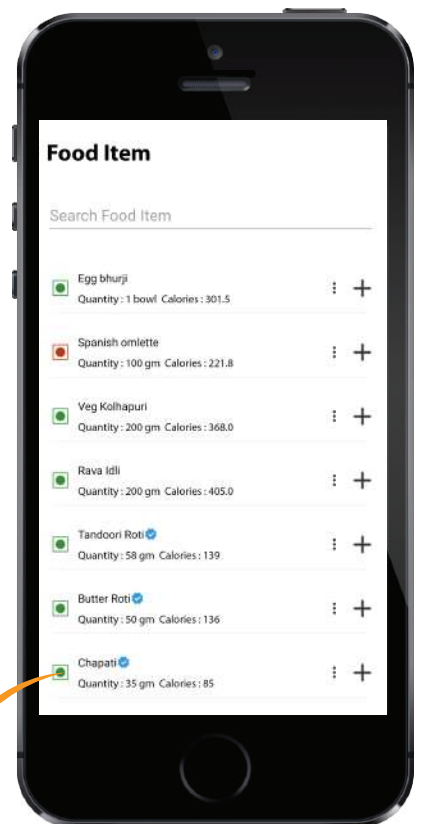 Food Item
Search Food Item
Egg bhurji
Quantity : 1 bowl Calories : 301.5
Spanish omlette
Quantity : 100 gm Calories : 221.8
Veg Kolhapuri
Quantity : 200 gm Calories : 368.0
Rava Idli
Quantity : 200 gm Calories : 405.0
Tandoori Roti
Quantity : 58 gm Calories : 139
Butter Roti
Quantity : 50 gm Calories : 136
Chapati
Quantity : 35 gm Calories : 85